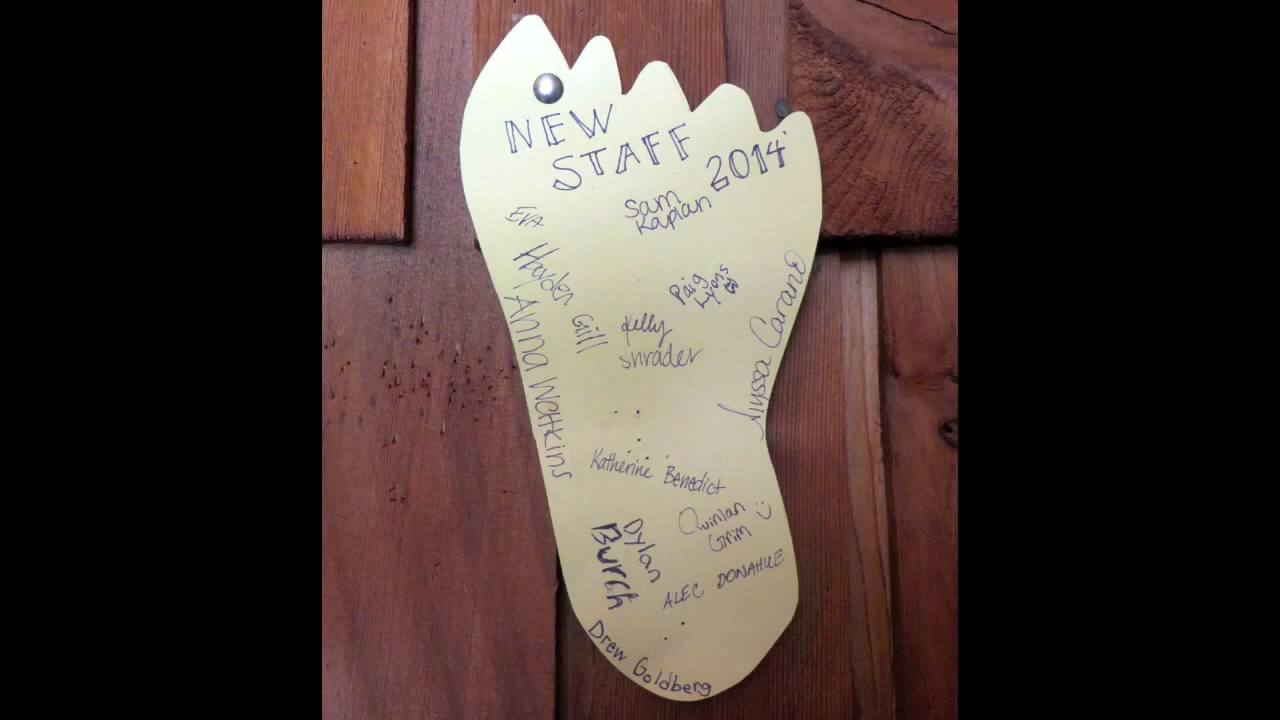 NEW
STAFF
2014
Sam
Kaplan
EVA
Hayden Gill
Paig
Lyons
Anna Watkins
Kelly
Shrader
Alyssa Carano
Katherine Benedict
Quinlan
Grim
Dylan
Burch
ALEC DONAHUE
Drew Goldberg